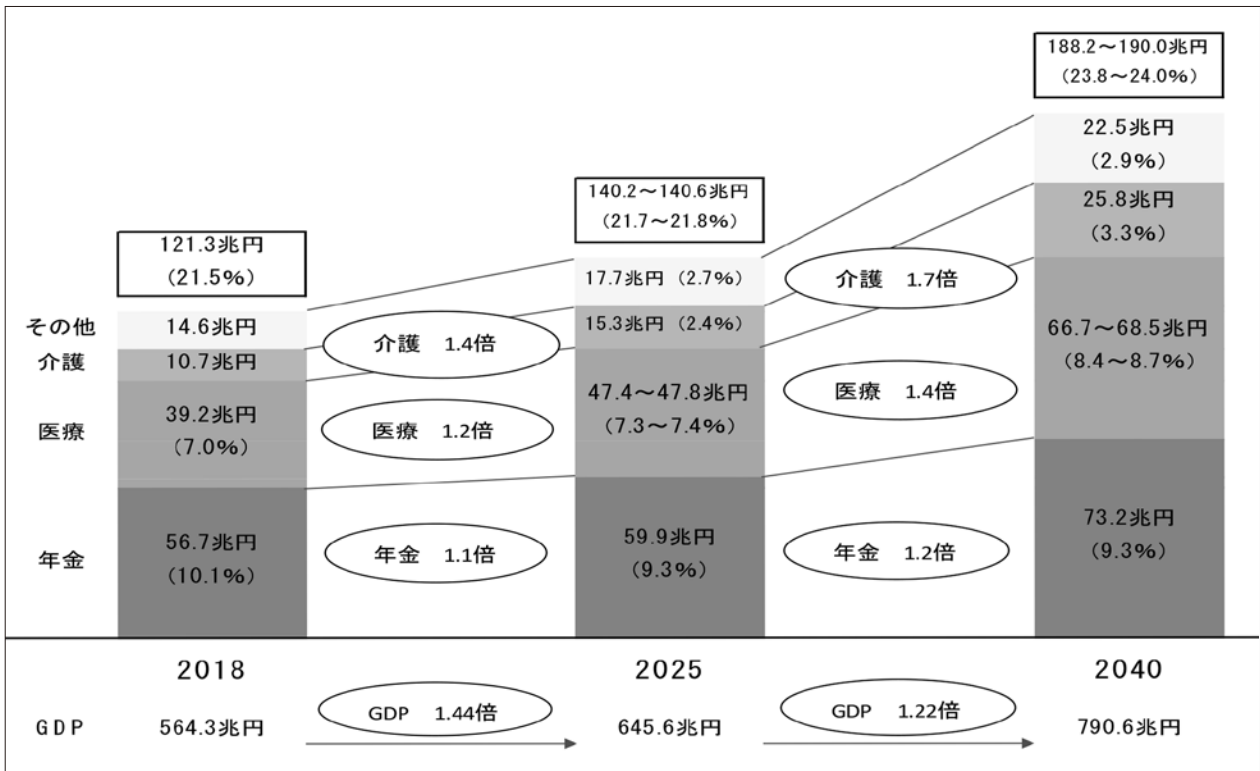 188.2～190.0兆円
(23.8～24.0%)
140.2～140.6兆円
(21.7～21.8%)
121.3兆円
(21.5%)
その他
介護
医療
年金
14.6兆円
10.7兆円
39.2兆円
(7.0%)
56.7兆円
(10.1%)
介護 1.4倍
医療 1.2倍
年金 1.1倍
17.7兆円 (2.7%)
15.3兆円 (2.4%)
47.4～47.8兆円
(7.3～7.4%)
59.9兆円
(9.3%)
介護 1.7倍
医療 1.4倍
年金 1.2倍
22.5兆円
(2.9%)
25.8兆円
(3.3%)
66.7～68.5兆円
(8.4～8.7%)
73.2兆円
(9.3%)
2018
2025
2040
GDP
564.3兆円
GDP 1.44倍
645.6兆円
GDP 1.22倍
790.6兆円